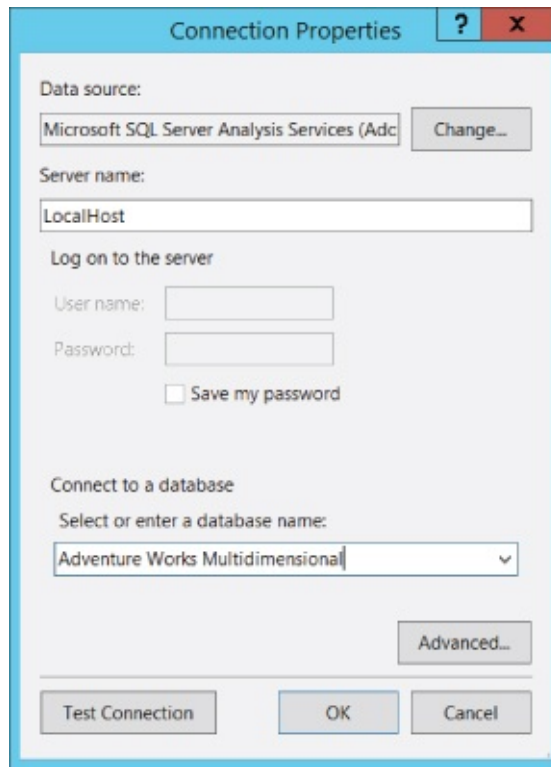 Connection Properties
?
x
Data source:
Microsoft SQL Server Analysis Services (Adc
Change...
Server name:
LocalHost
Log on to the server
User name:
Password:
Save my password
Connect to a database
Select or enter a database name:
Adventure Works Multidimensional
Advanced...
Test Connection
OK
Cancel